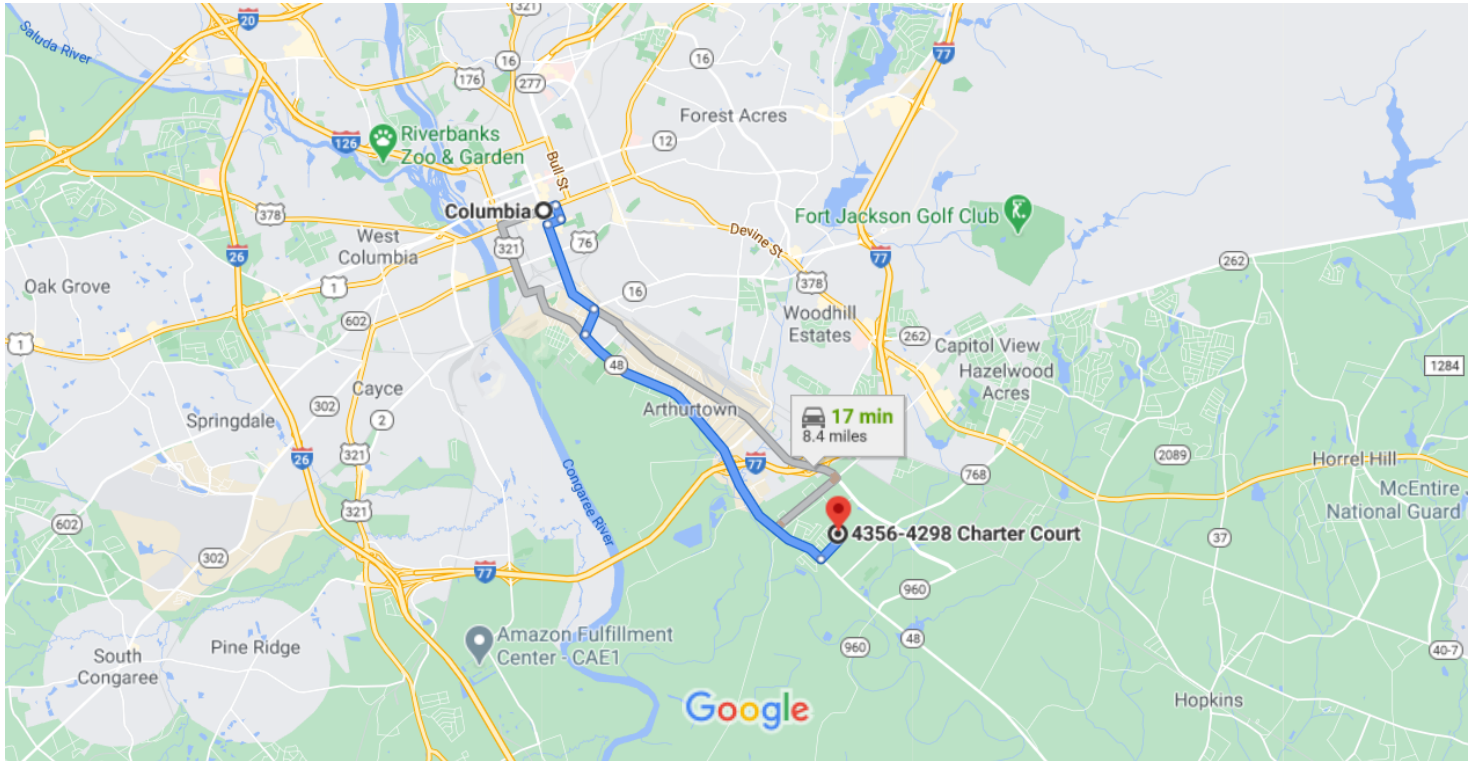 321
20
Saluda River
16
176
277
16
77
Forest Acres
126
Riverbanks
Zoo & Garden
Bull St
12
Columbia
378
Fort Jackson Golf Club
West
Columbia
321
76
Devine St
77
26
262
Oak Grove
1
16
378
602
Woodhill
Estates
1
262
Capitol View
Hazelwood
Acres
1284
48
Cayce
302
Arthurtown
17 min
8.4 miles
Springdale
2
26
321
77
768
2089
Horrel Hill
Congaree River
McEntire
National Guard
321
602
4356-4298 Charter Court
37
302
77
960
Amazon Fulfillment
Center - CAE1
48
960
Pine Ridge
South
Congaree
40-7
Hopkins
Google